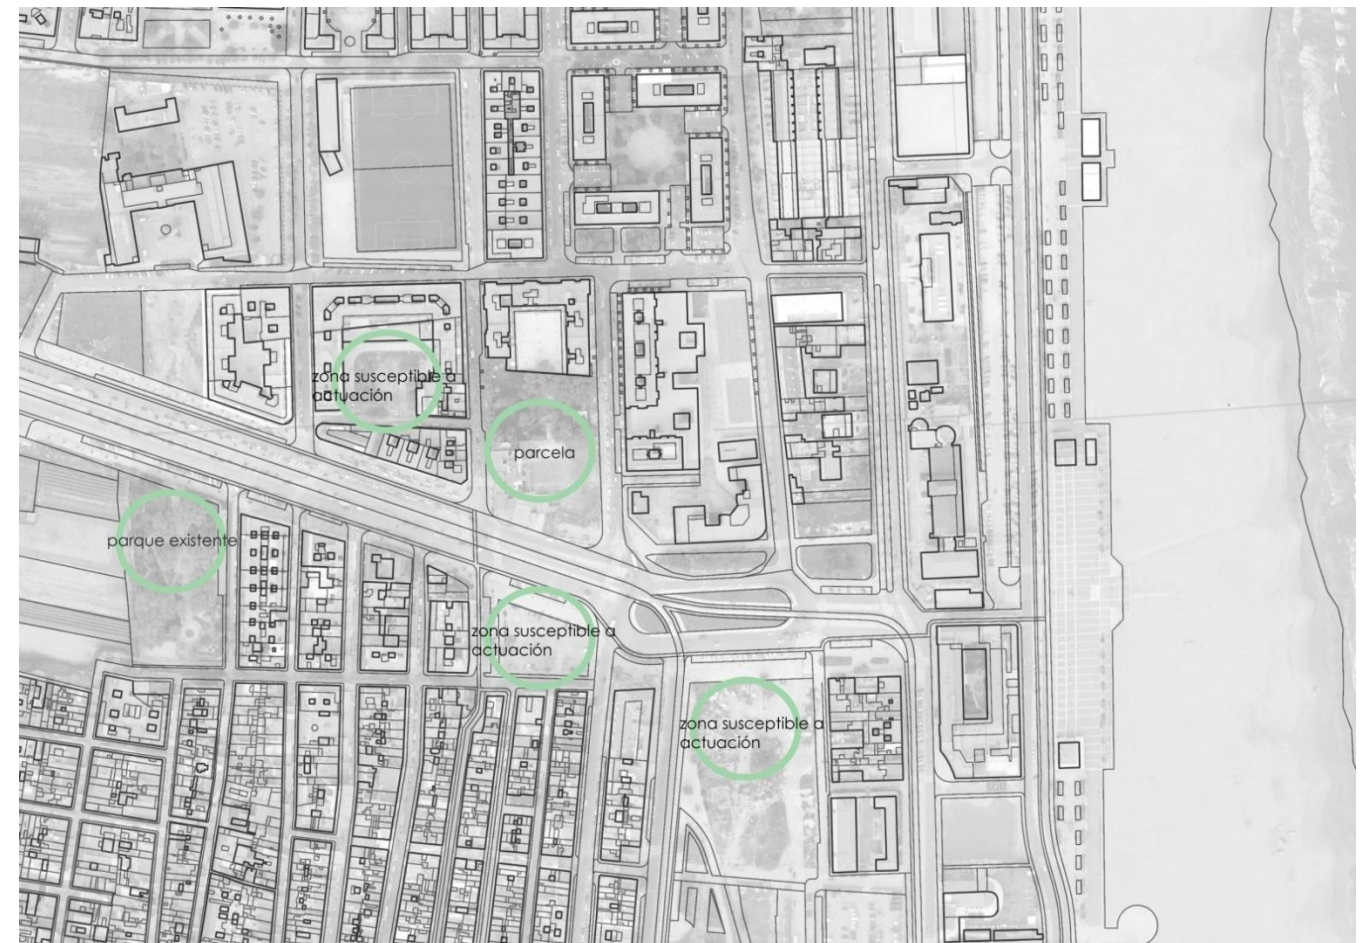 zona susceptible a
actuación
parcela
parque existente
zona susceptible a
actuación
zona susceptible a
actuación